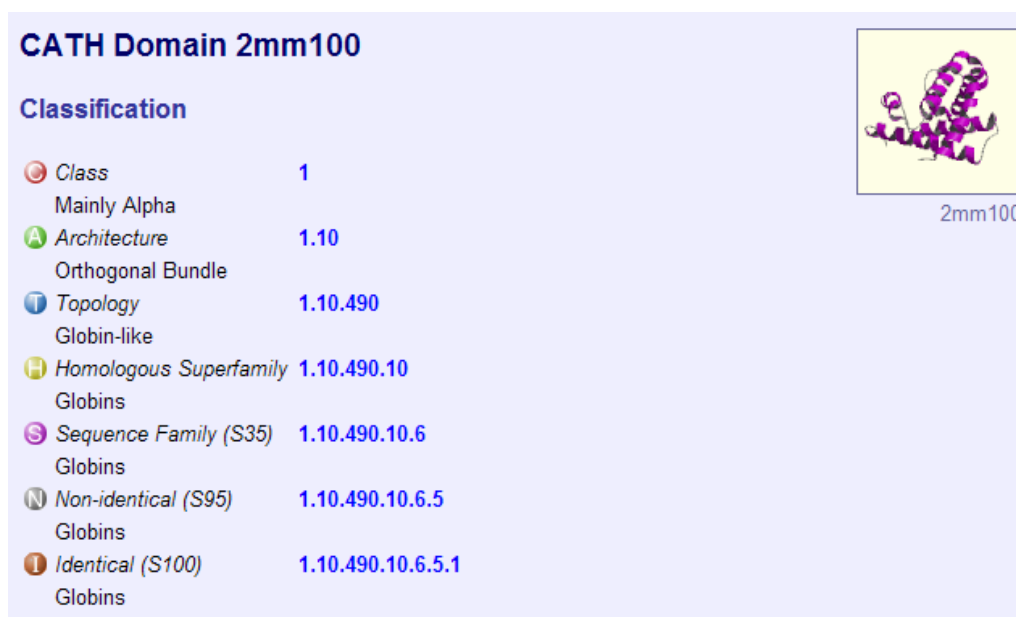 CATH Domain 2mm100
Classification
C Class 1
Mainly Alpha
A Architecture 1.10
Orthogonal Bundle
T Topology 1.10.490
Globin-like
H Homologous Superfamily 1.10.490.10
Globins
S Sequence Family (S35) 1.10.490.10.6
Globins
N Non-identical (S95) 1.10.490.10.6.5
Globins
I Identical (S100) 1.10.490.10.6.5.1
Globins
2mm100